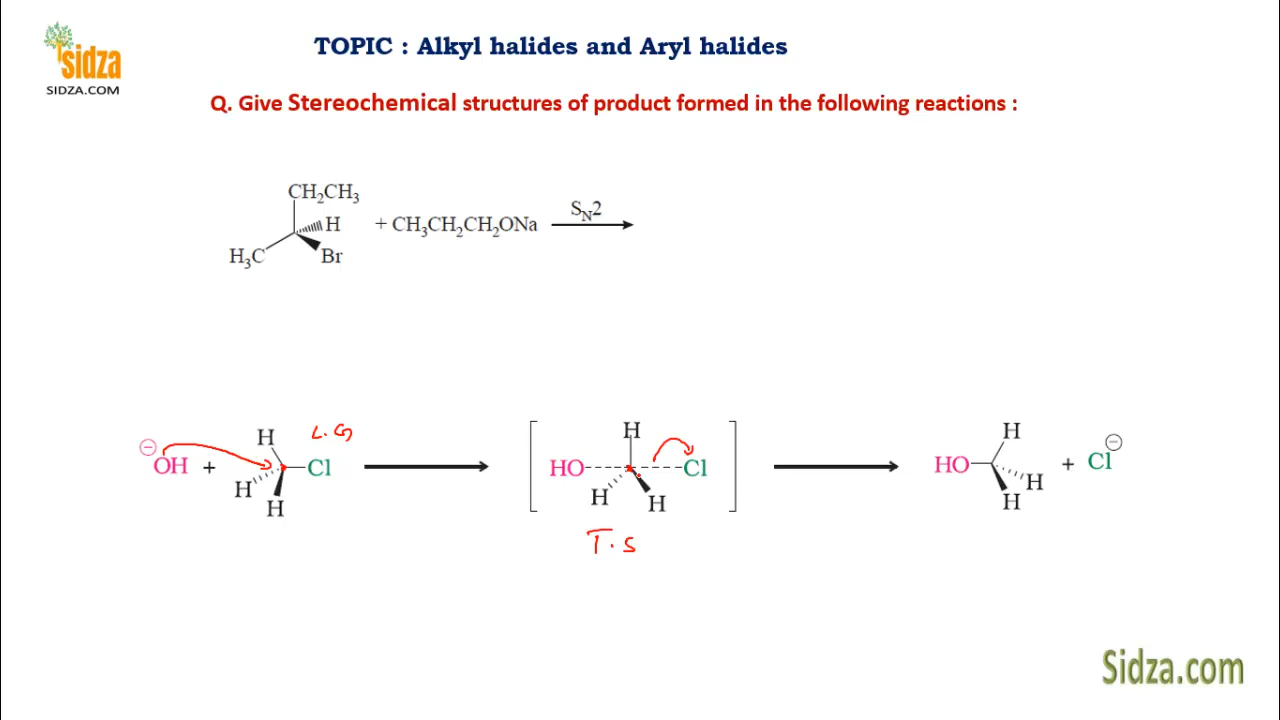 sidza
SIDZA.COM
TOPIC : Alkyl halides and Aryl halides
Q. Give Stereochemical structures of product formed in the following reactions :
CH₂CH₃
H
H₃C
Br
+ CH₃CH₂CH₂ONa
S_N2
H
L.G
⊖
OH +
Cl
H
H
H
HO
Cl
H
H
T.S
H
HO
H
H
+ Cl⊖
Sidza.com